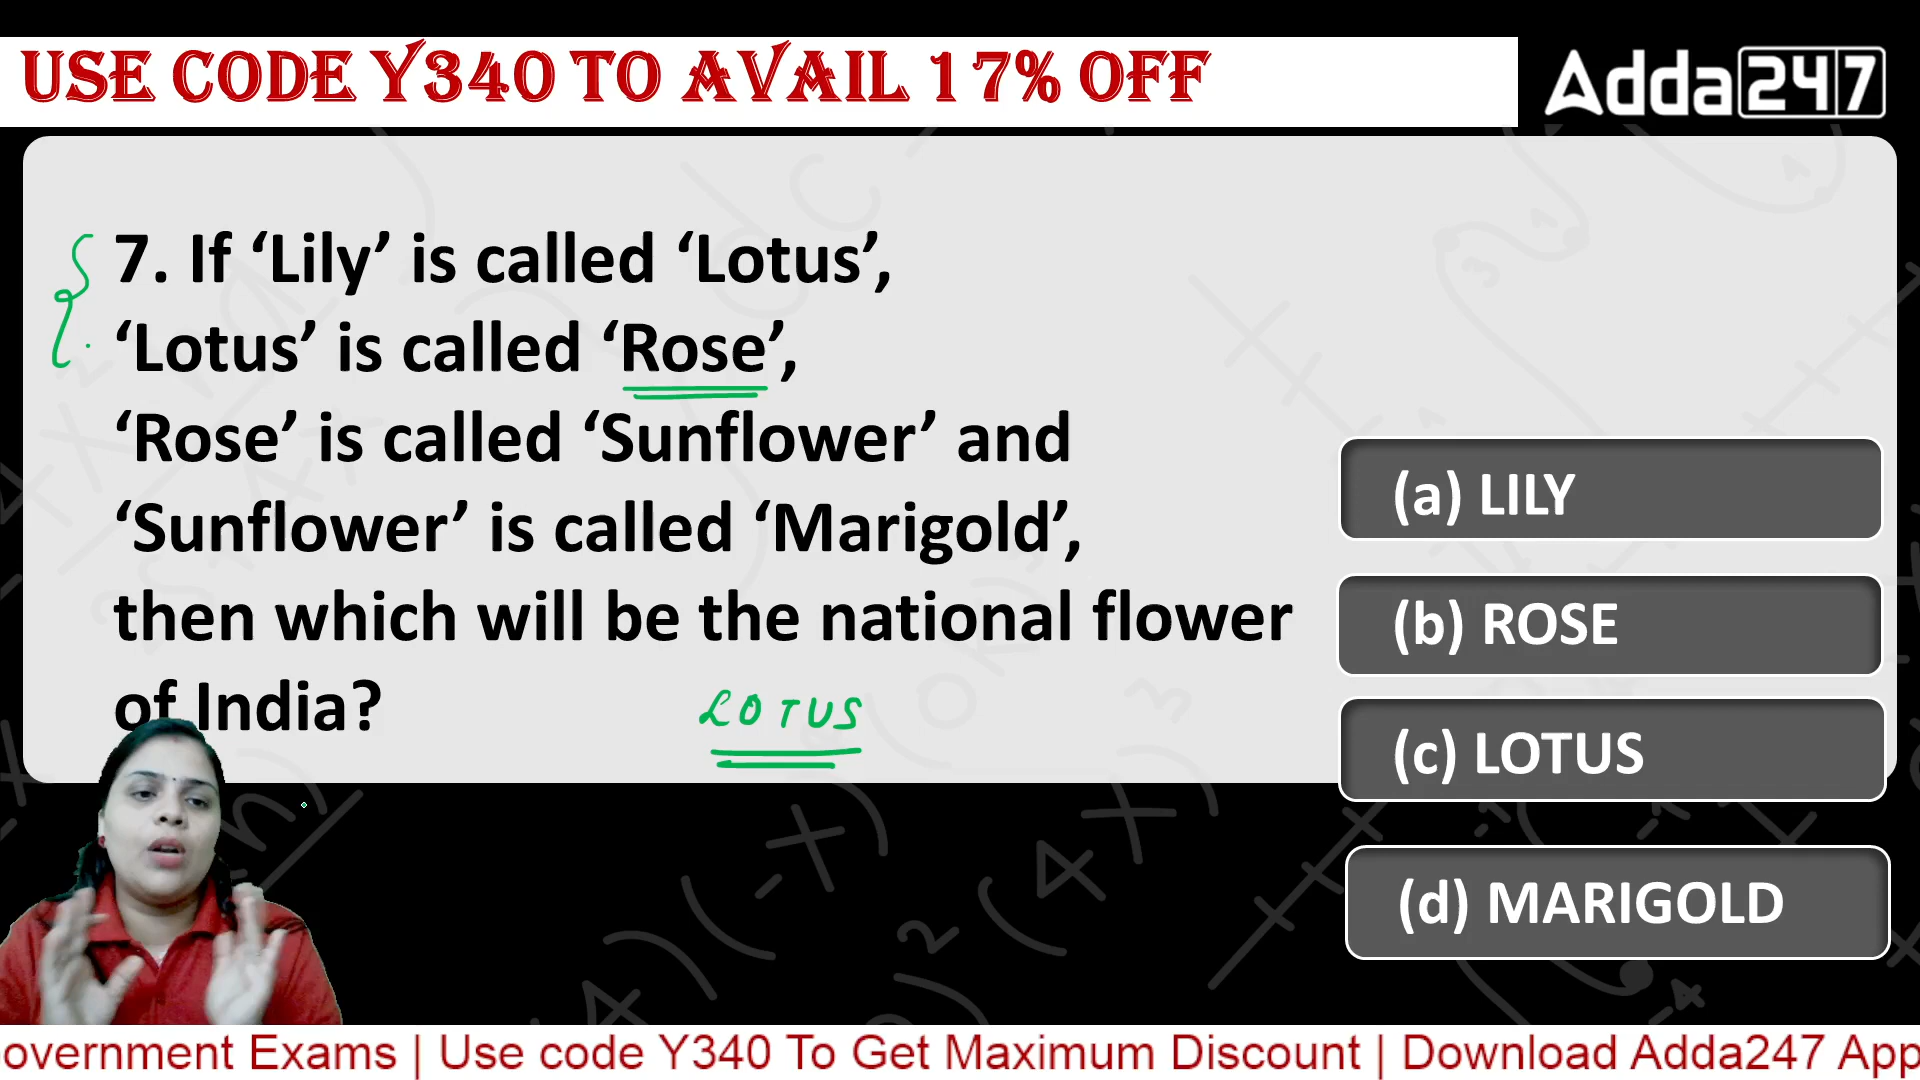 USE CODE Y340 TO AVAIL 17% OFF
Adda247
7. If ‘Lily’ is called ‘Lotus’,
‘Lotus’ is called ‘Rose’,
‘Rose’ is called ‘Sunflower’ and
‘Sunflower’ is called ‘Marigold’,
then which will be the national flower
of India?
LOTUS
(a) LILY
(b) ROSE
(c) LOTUS
(d) MARIGOLD
overnment Exams | Use code Y340 To Get Maximum Discount | Download Adda247 App